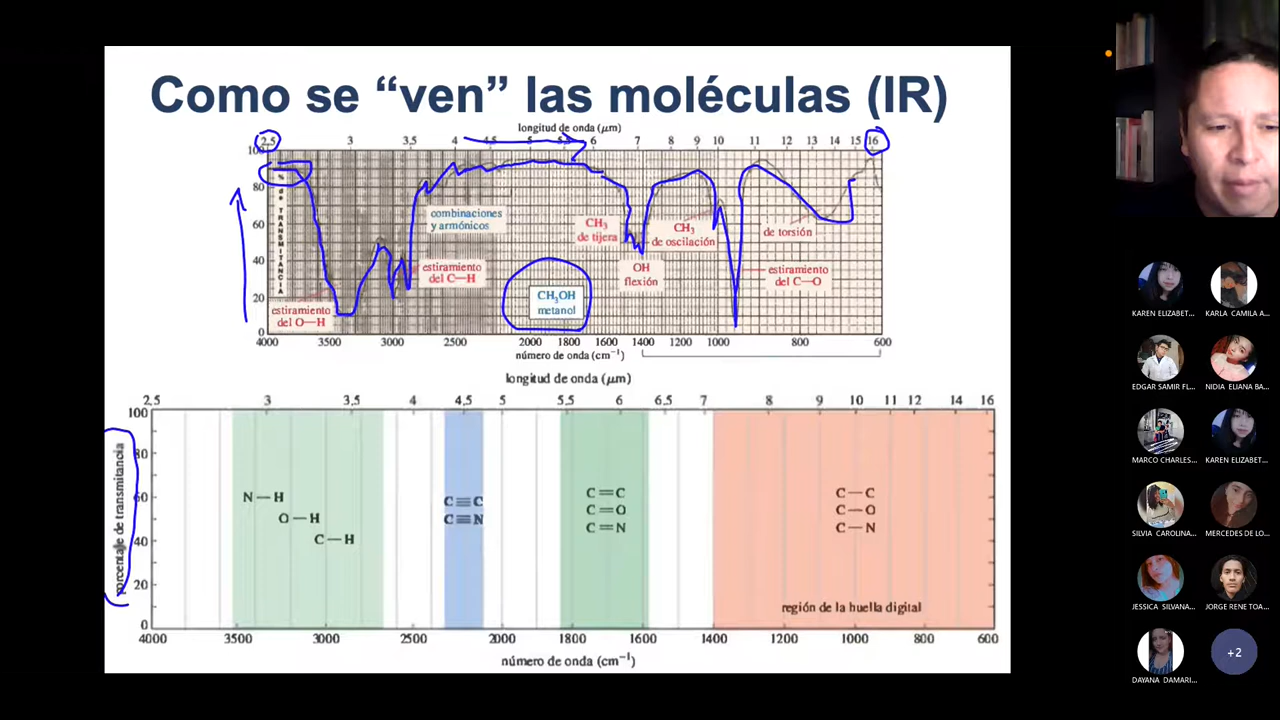 Como se “ven” las moléculas (IR)
longitud de onda (μm)
2,5 3 3,5 4 4,5 5 5,5 6 7 8 9 10 11 12 13 14 15 16
100
80
60
40
20
0
% de TRANSMITANCIA
combinaciones
y armónicos
estiramiento
del C—H
estiramiento
del O—H
CH₃OH
metanol
CH₃
de tijera
OH
flexión
CH₃
de oscilación
de torsión
estiramiento
del C—O
4000 3500 3000 2500 2000 1800 1600 1400 1200 1000 800 600
número de onda (cm⁻¹)
longitud de onda (μm)
2,5 3 3,5 4 4,5 5 5,5 6 6,5 7 8 9 10 11 12 14 16
100
80
60
40
20
0
porcentaje de transmitancia
N—H
O—H
C—H
C≡C
C≡N
C=C
C=O
C=N
C—C
C—O
C—N
región de la huella digital
4000 3500 3000 2500 2000 1800 1600 1400 1200 1000 800 600
número de onda (cm⁻¹)
KAREN ELIZABET... KARLA CAMILA A...
EDGAR SAMIR FL... NIDIA ELIANA BA...
MARCO CHARLES... KAREN ELIZABET...
SILVIA CAROLINA... MERCEDES DE LO...
JESSICA SILVANA... JORGE RENE TOA...
DAYANA DAMARI... +2